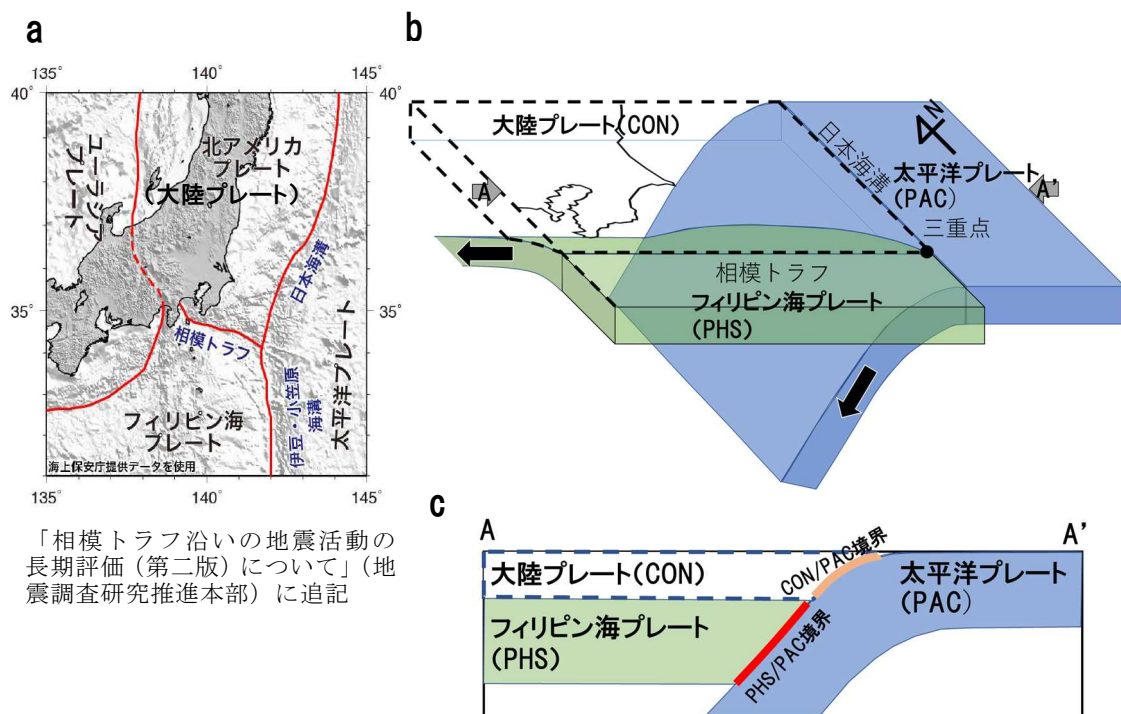 a
135°
140°
145°
40°
40°
ユーラシア
プレート
北アメリカ
プレート
(大陸プレート)
日本海溝
35°
35°
相模トラフ
太平洋プレート
伊豆・小笠原
海溝
フィリピン海
プレート
海上保安庁提供データを使用
135°
140°
145°
「相模トラフ沿いの地震活動の
長期評価(第二版)について」(地
震調査研究推進本部)に追記
b
大陸プレート(CON)
N
日本海溝
太平洋プレート
(PAC)
A
A'
三重点
相模トラフ
フィリピン海プレート
(PHS)
c
A
A'
大陸プレート(CON)
CON/PAC境界
太平洋プレート
(PAC)
フィリピン海プレート
(PHS)
PHS/PAC境界